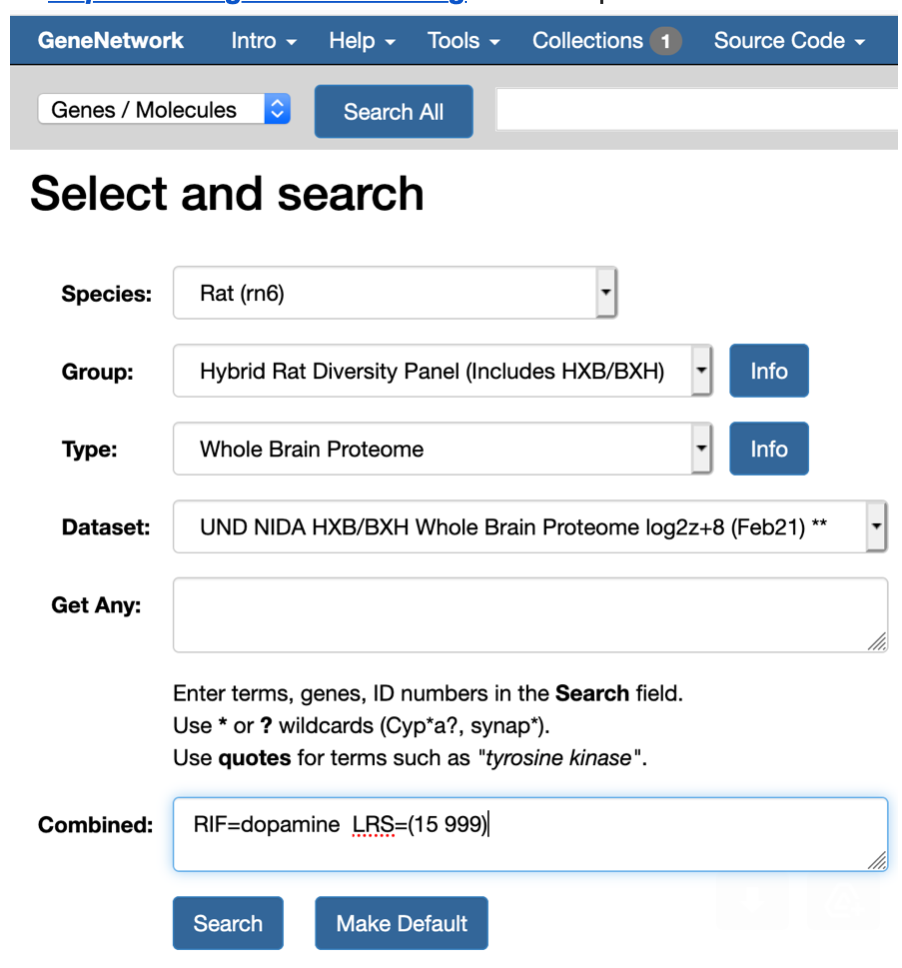 GeneNetwork Intro Help Tools Collections 1 Source Code
Genes / Molecules Search All
Select and search
Species: Rat (rn6)
Group: Hybrid Rat Diversity Panel (Includes HXB/BXH) Info
Type: Whole Brain Proteome Info
Dataset: UND NIDA HXB/BXH Whole Brain Proteome log2z+8 (Feb21) **
Get Any:
Enter terms, genes, ID numbers in the Search field.
Use * or ? wildcards (Cyp*a?, synap*).
Use quotes for terms such as "tyrosine kinase".
Combined: RIF=dopamine LRS=(15 999)
Search Make Default